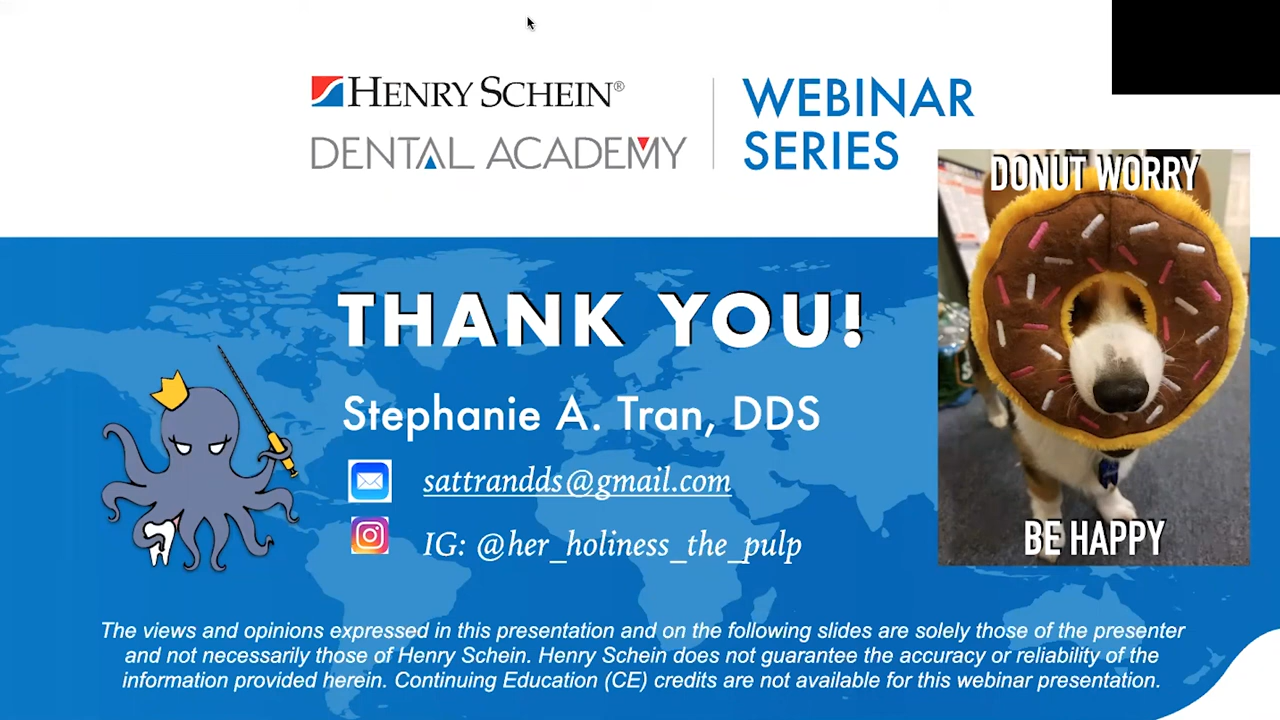 HENRY SCHEIN®
DENTAL ACADEMY
WEBINAR
SERIES
DONUT WORRY
BE HAPPY
THANK YOU!
Stephanie A. Tran, DDS
sattrandds@gmail.com
IG: @her_holiness_the_pulp
The views and opinions expressed in this presentation and on the following slides are solely those of the presenter
and not necessarily those of Henry Schein. Henry Schein does not guarantee the accuracy or reliability of the
information provided herein. Continuing Education (CE) credits are not available for this webinar presentation.